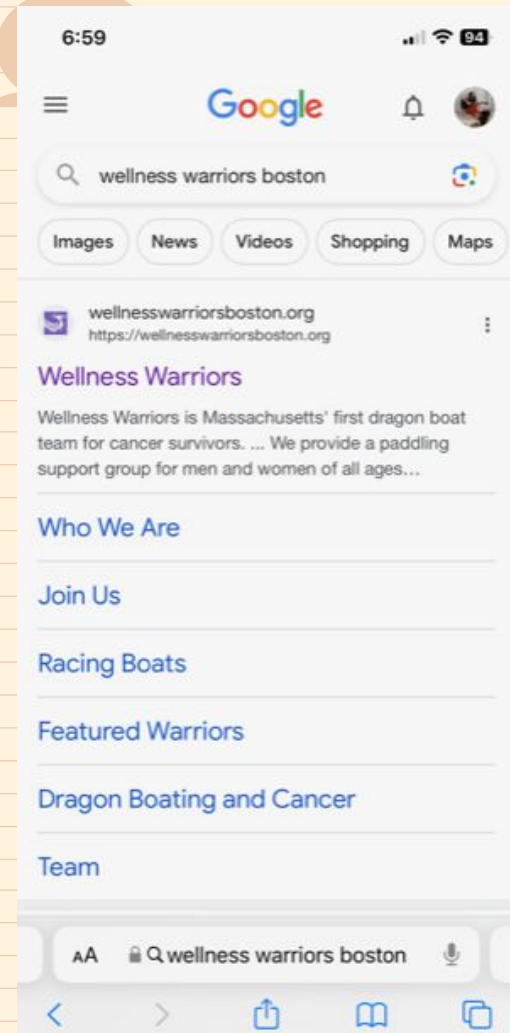 6:59
94
Google
wellness warriors boston
Images News Videos Shopping Maps
wellnesswarriorsboston.org
https://wellnesswarriorsboston.org
Wellness Warriors
Wellness Warriors is Massachusetts' first dragon boat
team for cancer survivors. ... We provide a paddling
support group for men and women of all ages...
Who We Are
Join Us
Racing Boats
Featured Warriors
Dragon Boating and Cancer
Team
AA wellness warriors boston